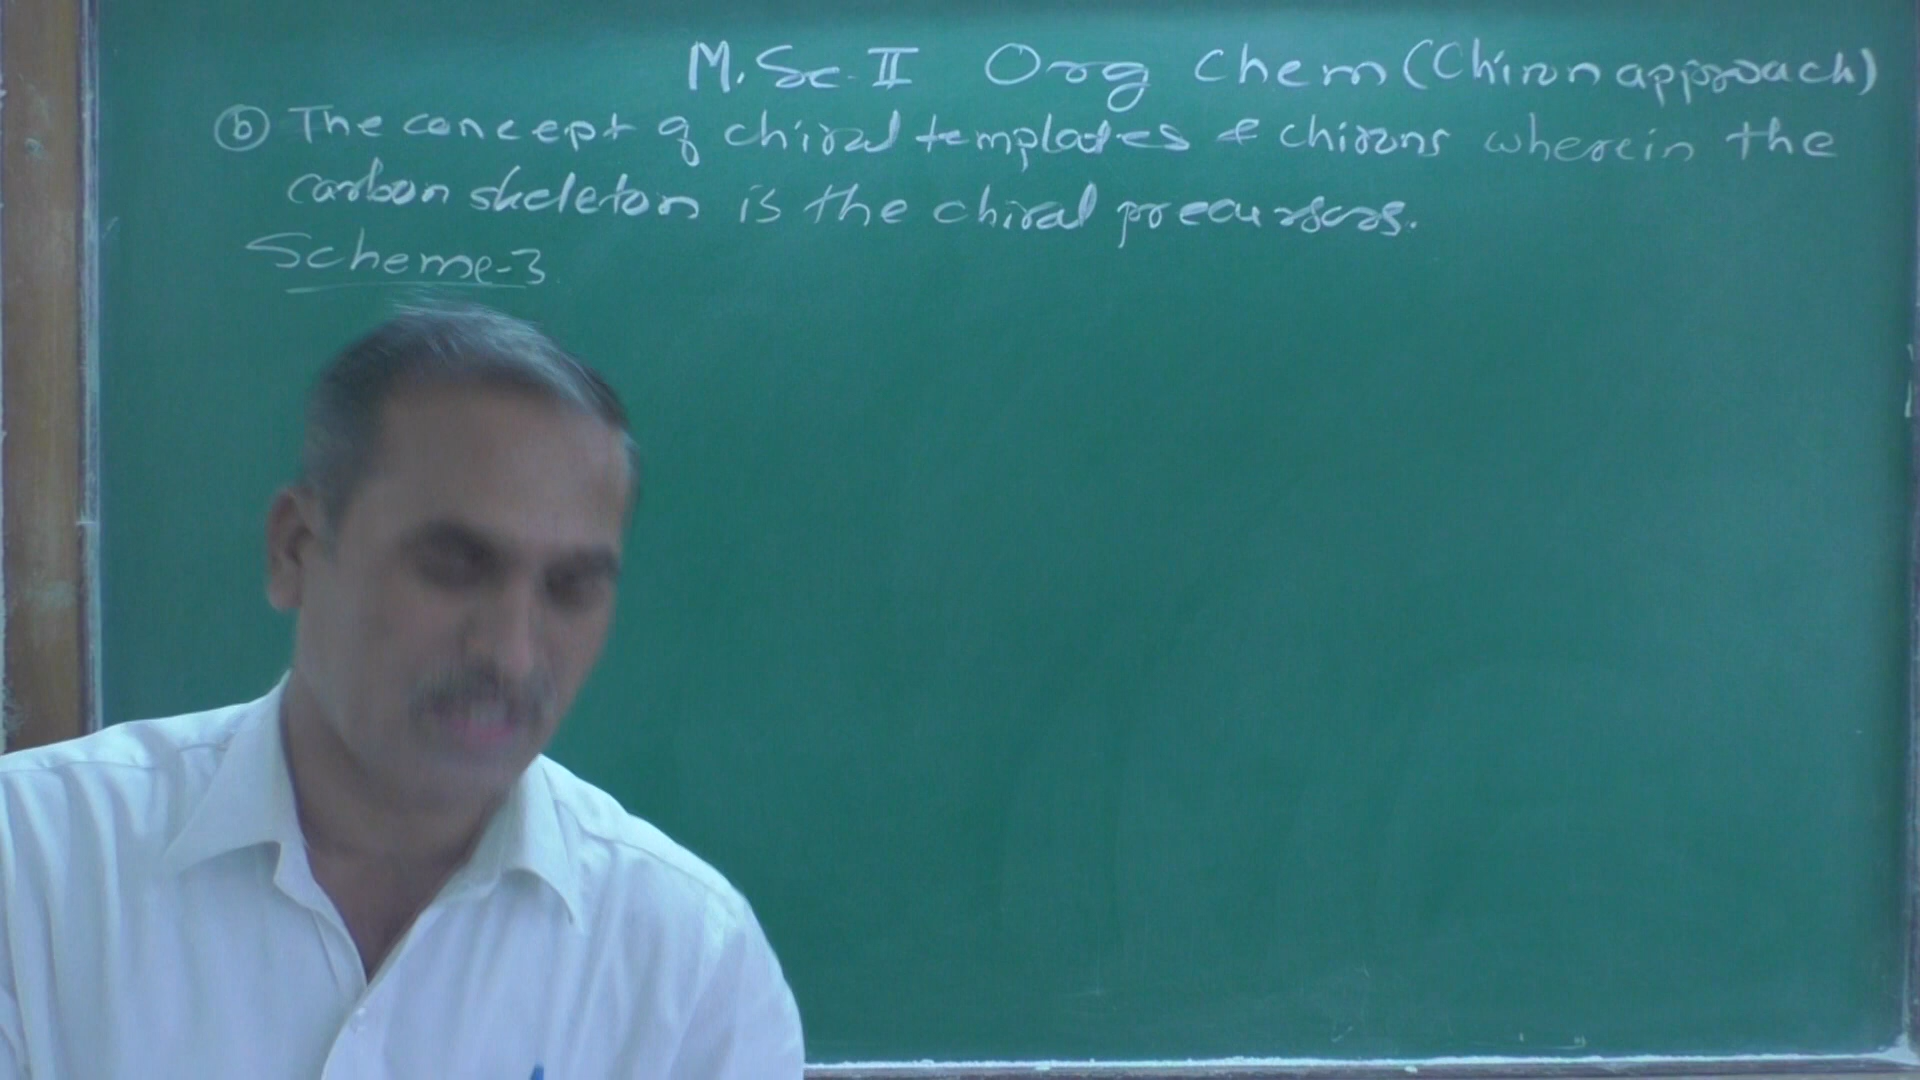 M.Sc. II Org Chem (Chiron approach)
(b) The concept of chiral templates & chirons wherein the
carbon skeleton is the chiral precursors.
Scheme-3